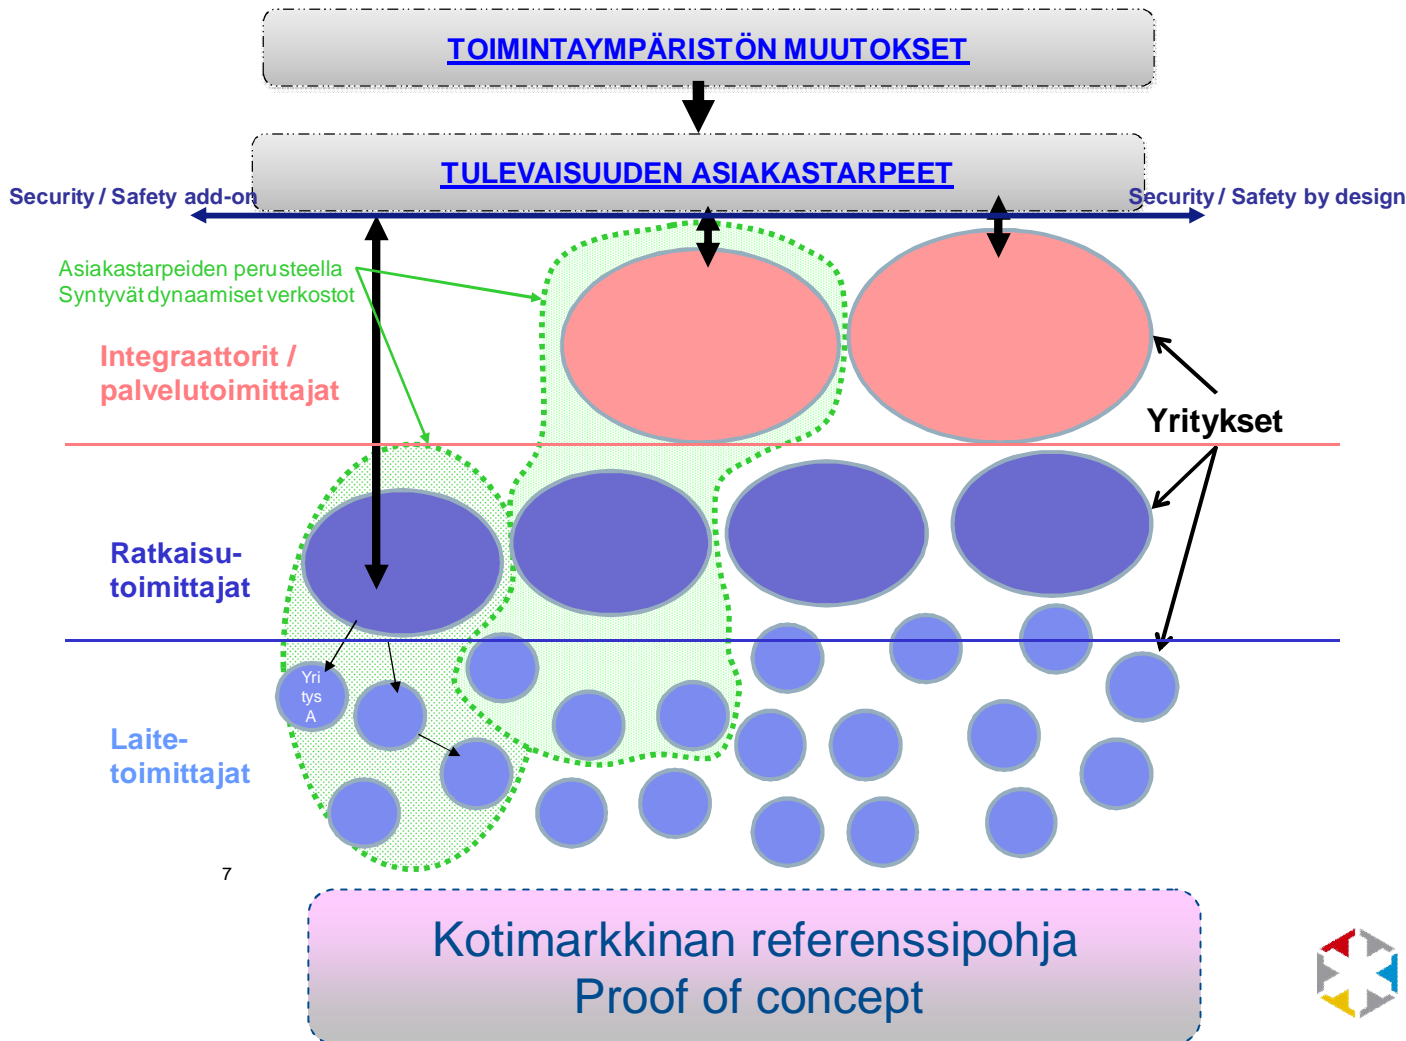 TOIMINTAYMPÄRISTÖN MUUTOKSET
TULEVAISUUDEN ASIAKASTARPEET
Security / Safety add-on
Security / Safety by design
Asiakastarpeiden perusteella
Syntyvät dynaamiset verkostot
Integraattorit /
palvelutoimittajat
Yritykset
Ratkaisu-
toimittajat
Yri
tys
A
Laite-
toimittajat
7
Kotimarkkinan referenssipohja
Proof of concept